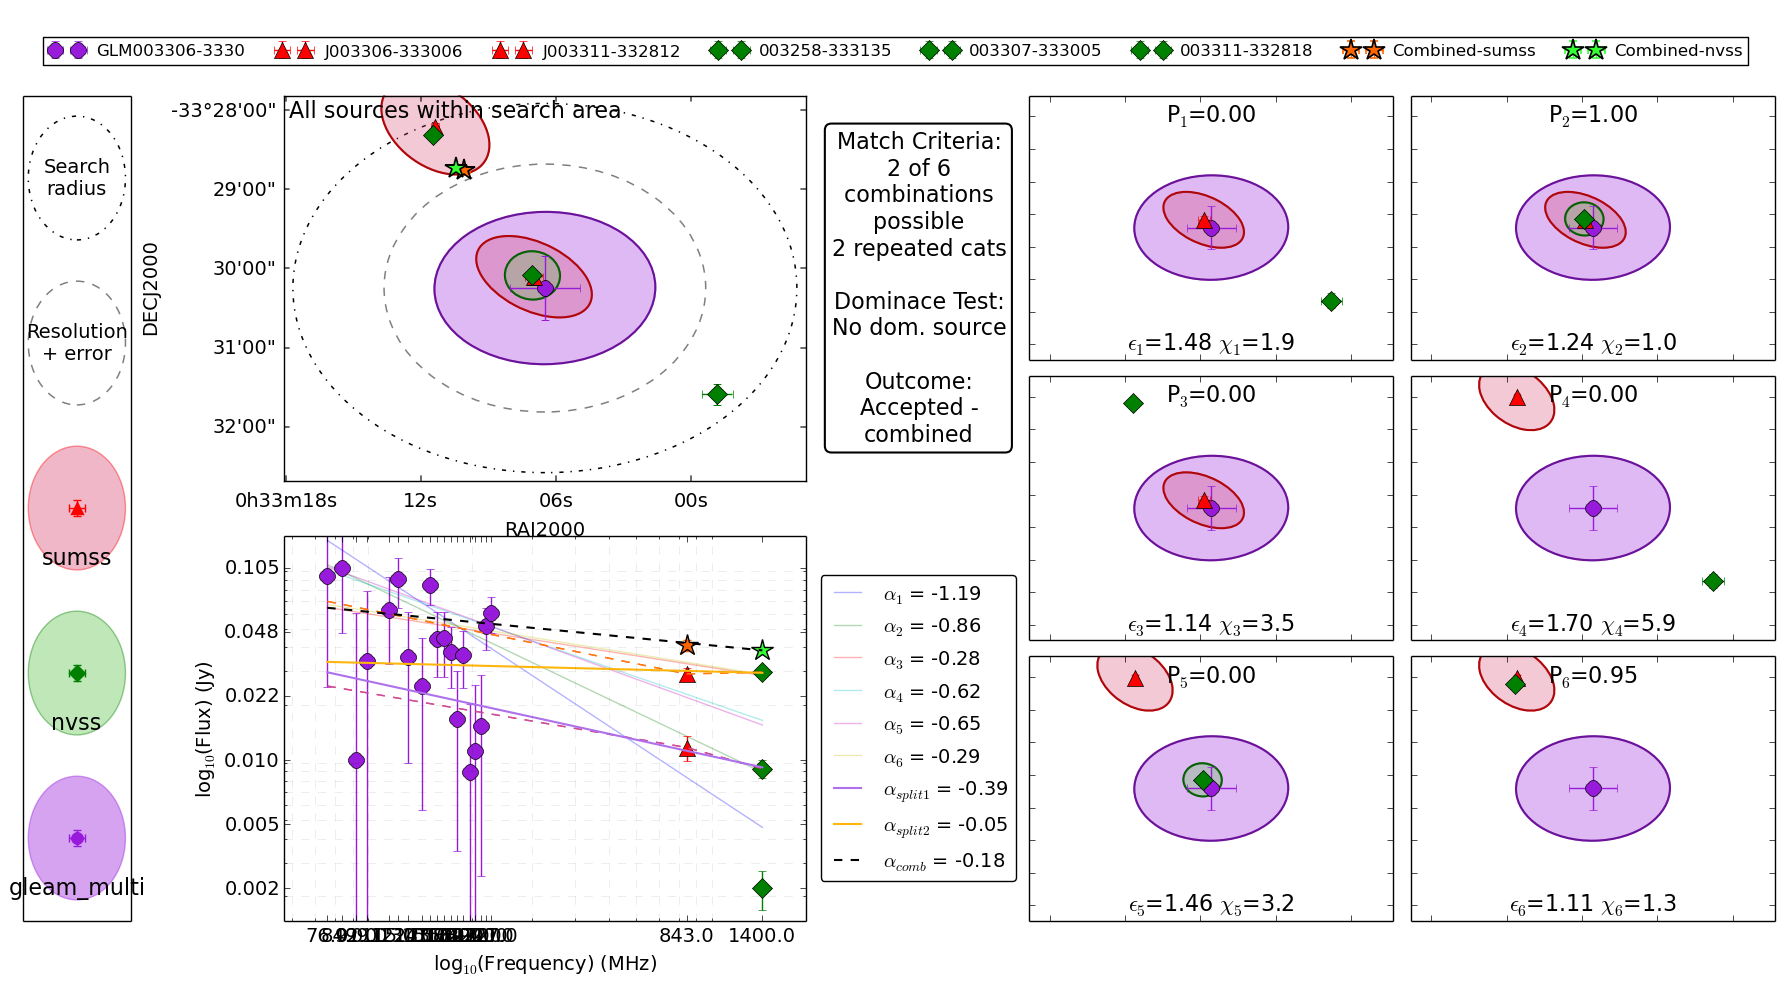 GLM003306-3330 J003306-333006 J003311-332812 003258-333135 003307-333005 003311-332818 Combined-sumss Combined-nvss
Search
radius
Resolution
+ error
sumss
nvss
gleam_multi
All sources within search area
-33°28'00"
29'00"
30'00"
31'00"
32'00"
DECJ2000
0h33m18s 12s 06s 00s
RAJ2000
Match Criteria:
2 of 6
combinations
possible
2 repeated cats
Dominace Test:
No dom. source
Outcome:
Accepted -
combined
0.105
0.048
0.022
0.010
0.005
0.002
log10(Flux) (Jy)
843.0 1400.0
log10(Frequency) (MHz)
α1 = -1.19
α2 = -0.86
α3 = -0.28
α4 = -0.62
α5 = -0.65
α6 = -0.29
αsplit1 = -0.39
αsplit2 = -0.05
αcomb = -0.18
P1=0.00
ϵ1=1.48 χ1=1.9
P2=1.00
ϵ2=1.24 χ2=1.0
P3=0.00
ϵ3=1.14 χ3=3.5
P4=0.00
ϵ4=1.70 χ4=5.9
P5=0.00
ϵ5=1.46 χ5=3.2
P6=0.95
ϵ6=1.11 χ6=1.3